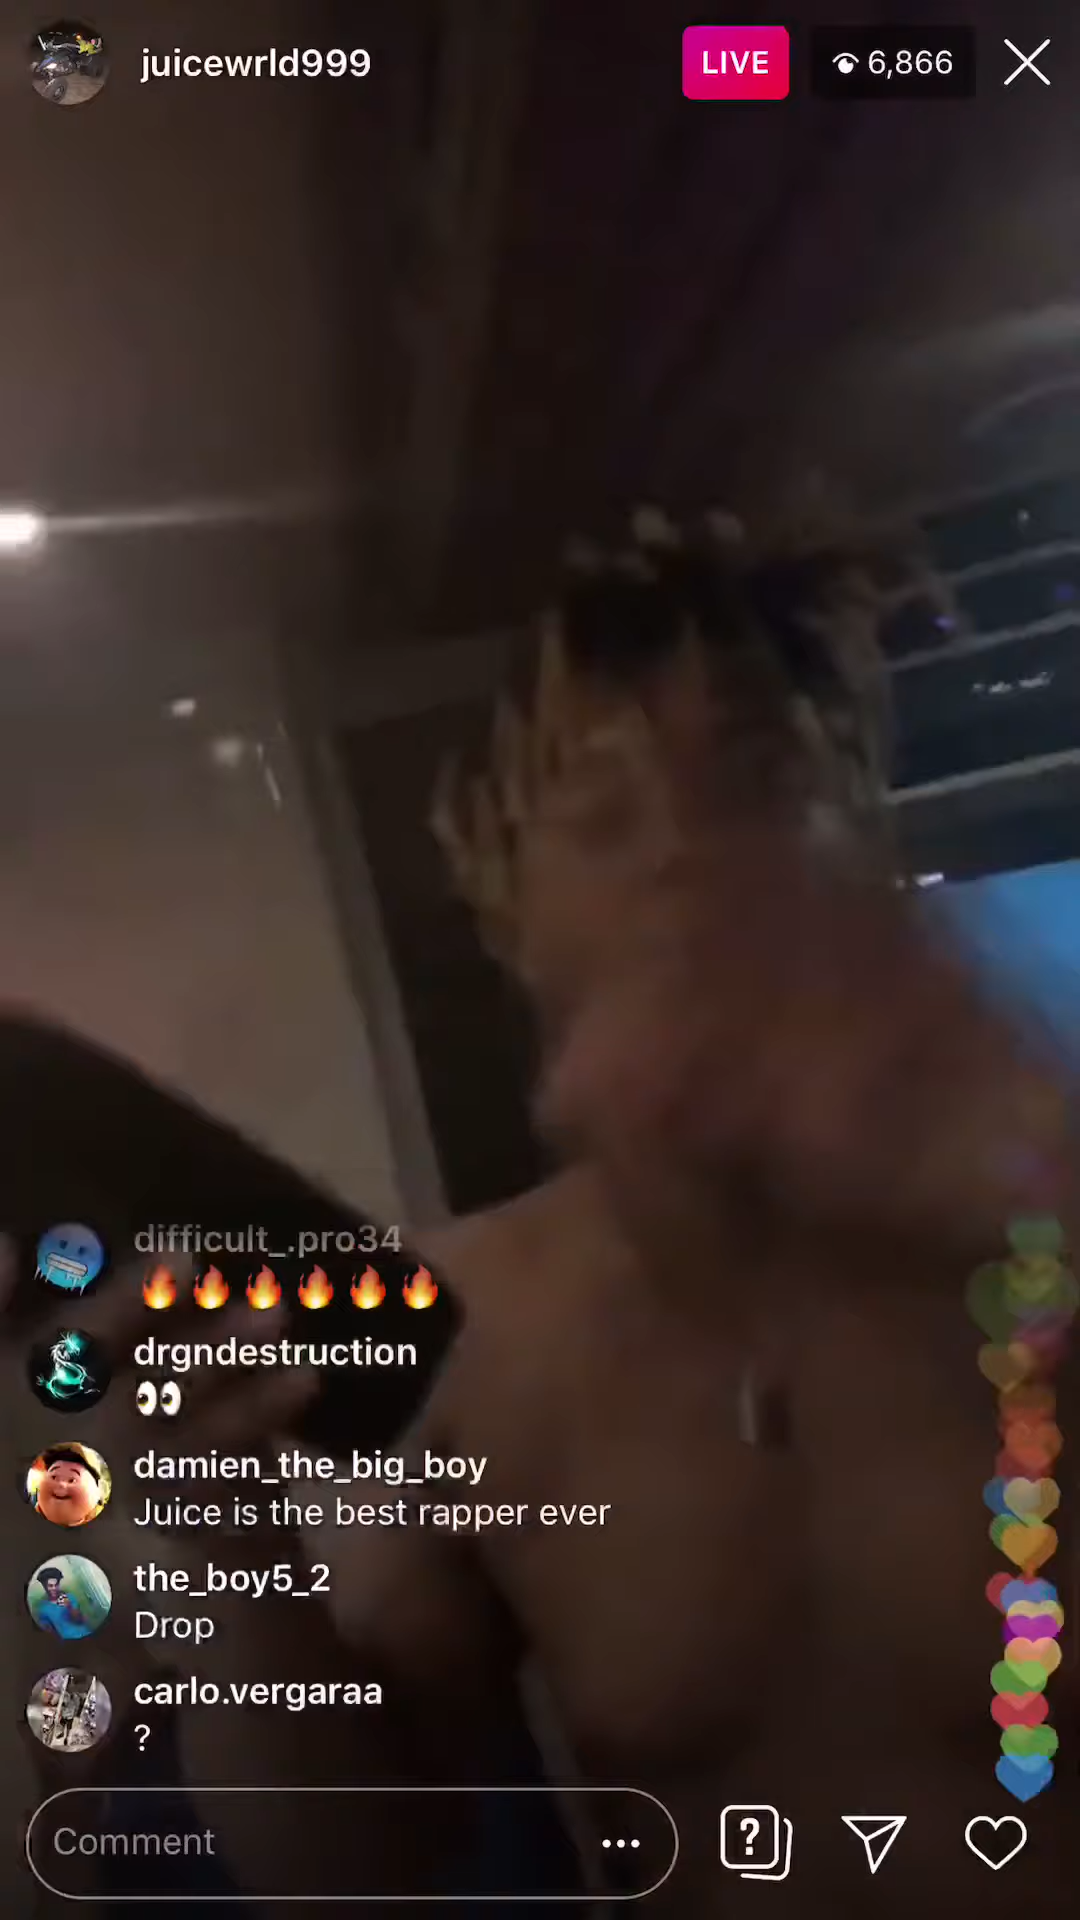 juicewrld999
LIVE
6,866
difficult_.pro34
🔥🔥🔥🔥🔥🔥
drgndestruction
👀
damien_the_big_boy
Juice is the best rapper ever
the_boy5_2
Drop
carlo.vergaraa
?
Comment